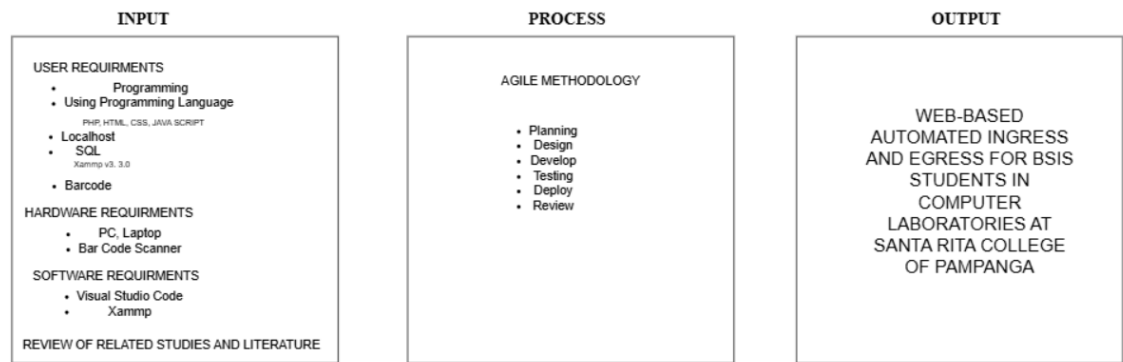 INPUT
USER REQUIRMENTS
• Programming
• Using Programming Language
PHP, HTML, CSS, JAVA SCRIPT
• Localhost
• SQL
Xammp v3. 3.0
• Barcode
HARDWARE REQUIRMENTS
• PC, Laptop
• Bar Code Scanner
SOFTWARE REQUIRMENTS
• Visual Studio Code
• Xammp
REVIEW OF RELATED STUDIES AND LITERATURE
PROCESS
AGILE METHODOLOGY
• Planning
• Design
• Develop
• Testing
• Deploy
• Review
OUTPUT
WEB-BASED
AUTOMATED INGRESS
AND EGRESS FOR BSIS
STUDENTS IN
COMPUTER
LABORATORIES AT
SANTA RITA COLLEGE
OF PAMPANGA